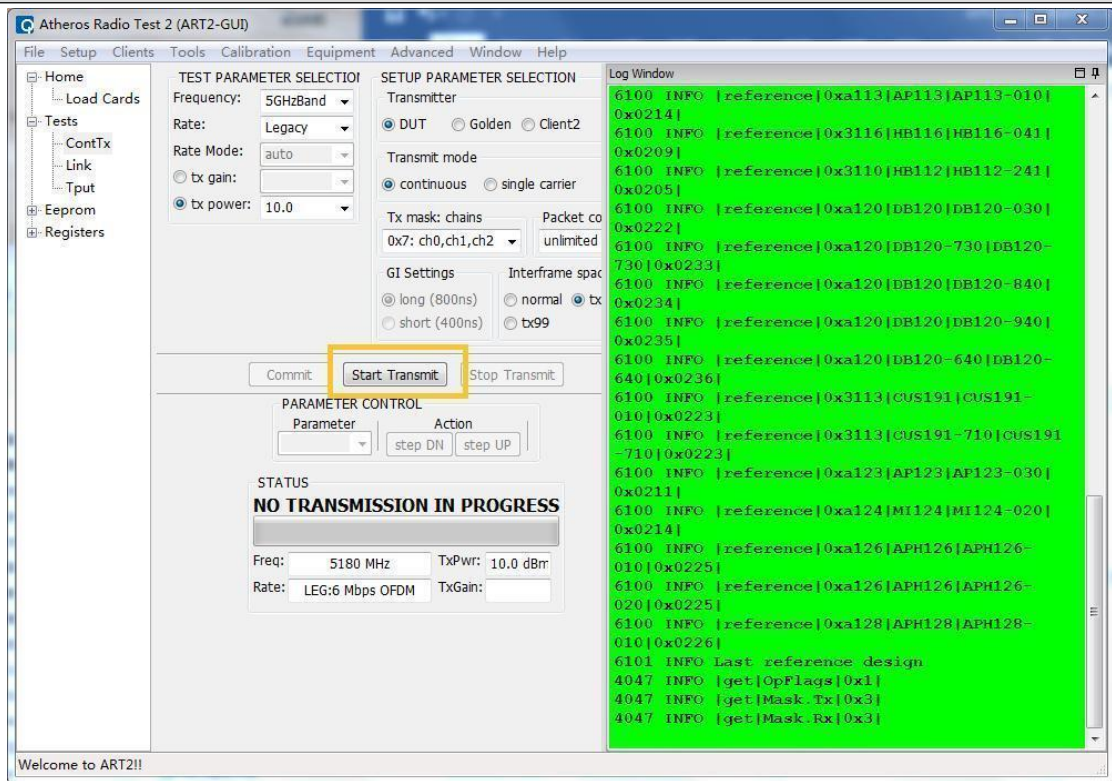 Atheros Radio Test 2 (ART2-GUI)
File Setup Clients Tools Calibration Equipment Advanced Window Help
Home
Load Cards
Tests
ContTx
Link
Tput
Eeprom
Registers
TEST PARAMETER SELECTION
Frequency: 5GHzBand
Rate: Legacy
Rate Mode: auto
tx gain:
tx power: 10.0
SETUP PARAMETER SELECTION
Transmitter
DUT Golden Client2
Transmit mode
continuous single carrier
Tx mask: chains Packet co
0x7: ch0,ch1,ch2 unlimited
GI Settings Interframe spac
long (800ns) normal tx
short (400ns) tx99
Commit Start Transmit Stop Transmit
PARAMETER CONTROL
Parameter Action
step DN step UP
STATUS
NO TRANSMISSION IN PROGRESS
Freq: 5180 MHz TxPwr: 10.0 dBm
Rate: LEG:6 Mbps OFDM TxGain:
Log Window
6100 INFO |reference|0xa113|AP113|AP113-010|
0x0214|
6100 INFO |reference|0x3116|HB116|HB116-041|
0x0209|
6100 INFO |reference|0x3110|HB112|HB112-241|
0x0205|
6100 INFO |reference|0xa120|DB120|DB120-030|
0x0222|
6100 INFO |reference|0xa120|DB120-730|DB120-
730|0x0233|
6100 INFO |reference|0xa120|DB120|DB120-840|
0x0234|
6100 INFO |reference|0xa120|DB120|DB120-940|
0x0235|
6100 INFO |reference|0xa120|DB120-640|DB120-
640|0x0236|
6100 INFO |reference|0x3113|CUS191|CUS191-
010|0x0223|
6100 INFO |reference|0x3113|CUS191-710|CUS191
-710|0x0223|
6100 INFO |reference|0xa123|AP123|AP123-030|
0x0211|
6100 INFO |reference|0xa124|MI124|MI124-020|
0x0214|
6100 INFO |reference|0xa126|APH126|APH126-
010|0x0225|
6100 INFO |reference|0xa126|APH126|APH126-
020|0x0225|
6100 INFO |reference|0xa128|APH128|APH128-
010|0x0226|
6101 INFO Last reference design
4047 INFO |get|OpFlags|0x1|
4047 INFO |get|Mask.Tx|0x3|
4047 INFO |get|Mask.Rx|0x3|
Welcome to ART2!!